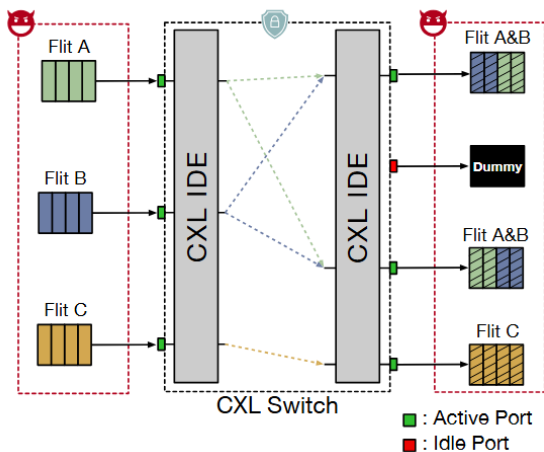 Flit A
Flit B
Flit C
CXL IDE
CXL IDE
CXL Switch
Flit A&B
Dummy
Flit A&B
Flit C
: Active Port
: Idle Port